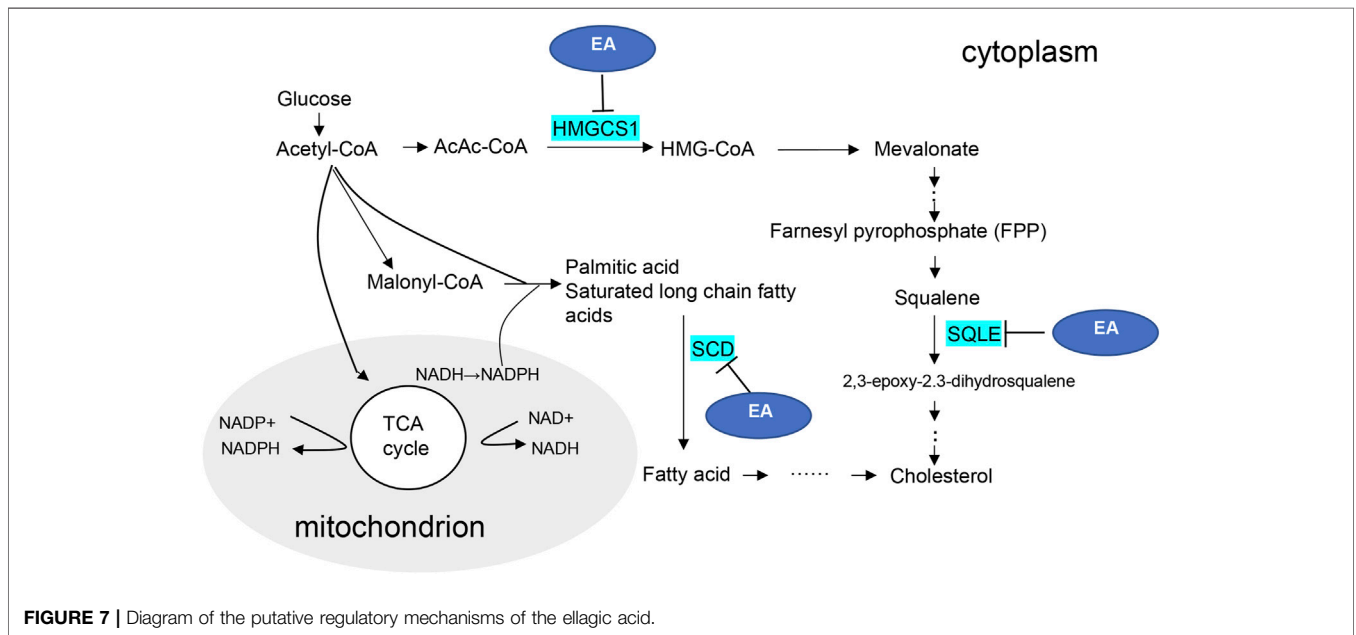 EA
cytoplasm
Glucose
HMGCS1
Acetyl-CoA
AcAc-CoA
HMG-CoA
Mevalonate
Farnesyl pyrophosphate (FPP)
Malonyl-CoA
Palmitic acid
Saturated long chain fatty
acids
Squalene
SQLE
EA
SCD
2,3-epoxy-2.3-dihydrosqualene
EA
NADH→NADPH
NADP+
NADPH
TCA
cycle
NAD+
NADH
Fatty acid
......
Cholesterol
mitochondrion
FIGURE 7 | Diagram of the putative regulatory mechanisms of the ellagic acid.